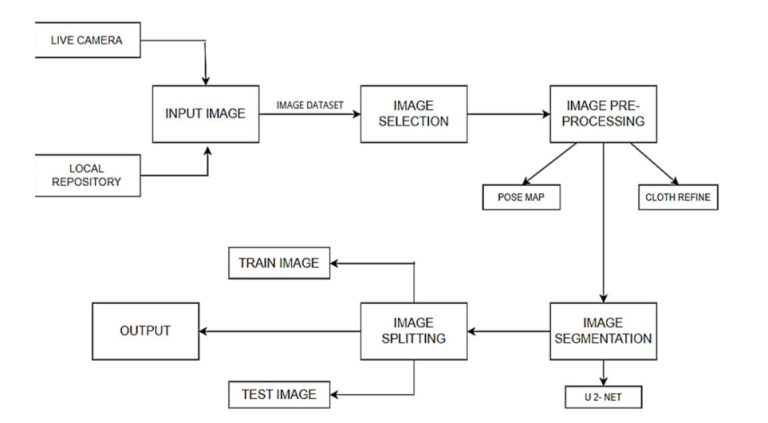 LIVE CAMERA
INPUT IMAGE
IMAGE DATASET
IMAGE
SELECTION
IMAGE PRE-
PROCESSING
LOCAL
REPOSITORY
POSE MAP
CLOTH REFINE
TRAIN IMAGE
OUTPUT
IMAGE
SPLITTING
IMAGE
SEGMENTATION
TEST IMAGE
U 2- NET